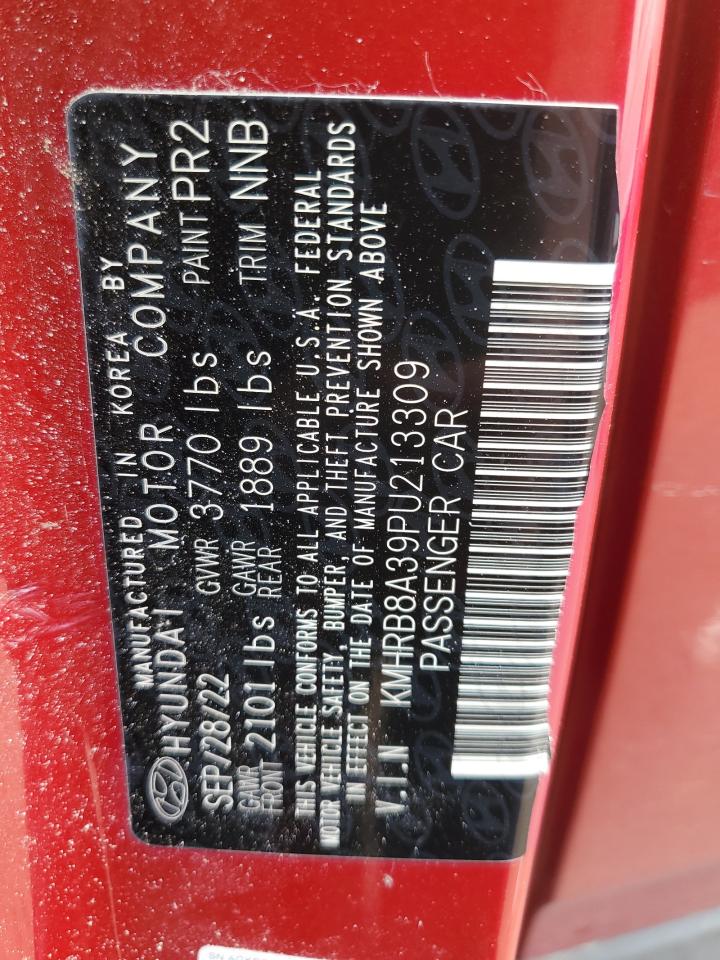 MANUFACTURED IN KOREA BY
HYUNDAI MOTOR COMPANY
SEP/28/22 GVWR 3770 lbs PAINT PR2
GAWR FRONT 2101 lbs GAWR REAR 1889 lbs TRIM NNB
THIS VEHICLE CONFORMS TO ALL APPLICABLE U.S.A. FEDERAL
MOTOR VEHICLE SAFETY, BUMPER, AND THEFT PREVENTION STANDARDS
IN EFFECT ON THE DATE OF MANUFACTURE SHOWN ABOVE
V.I.N KMHRB8A39PU213309
PASSENGER CAR